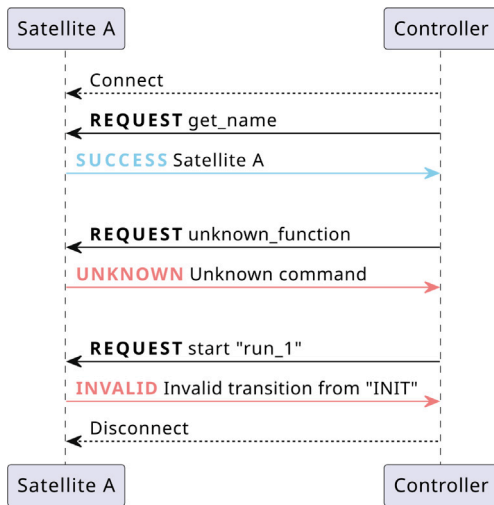 Satellite A
Controller
Connect
REQUEST get_name
SUCCESS Satellite A
REQUEST unknown_function
UNKNOWN Unknown command
REQUEST start "run_1"
INVALID Invalid transition from "INIT"
Disconnect
Satellite A
Controller